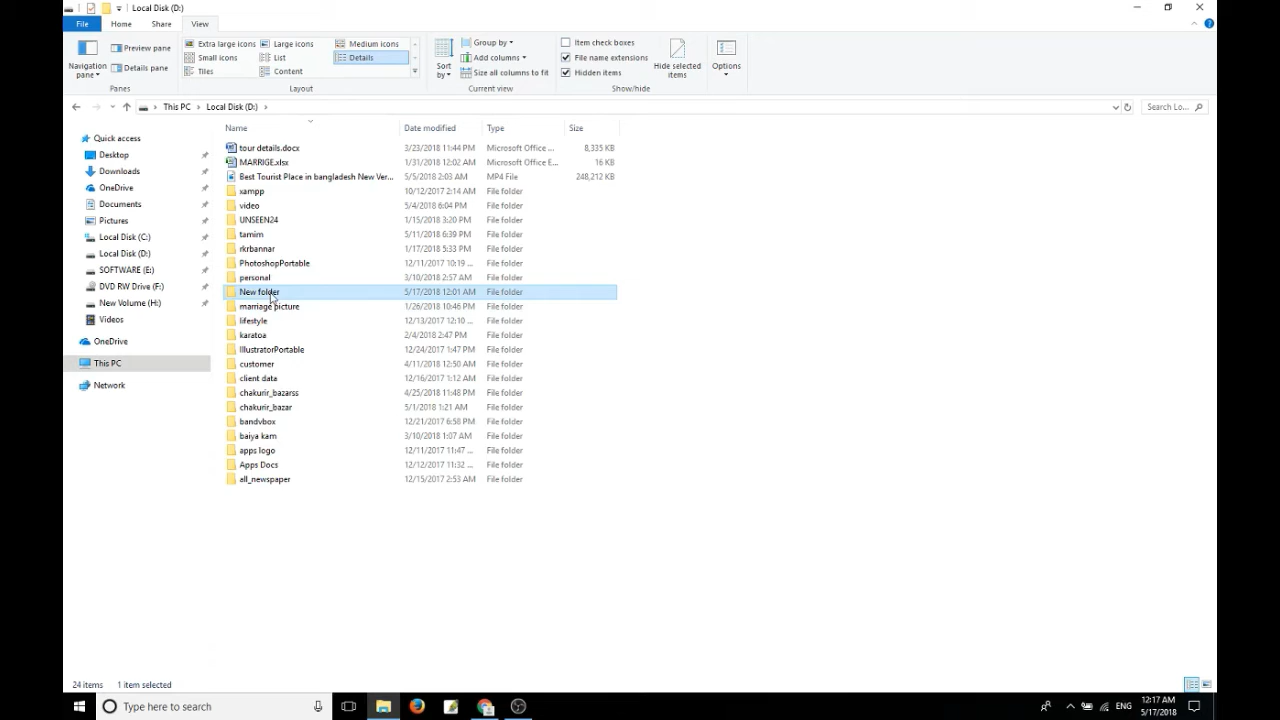 Local Disk (D:)
File Home Share View
Navigation pane
Preview pane
Details pane
Panes
Extra large icons Large icons Medium icons
Small icons List Details
Tiles Content
Layout
Sort by
Group by
Add columns
Size all columns to fit
Current view
Item check boxes
File name extensions
Hidden items
Hide selected items
Show/hide
Options
This PC Local Disk (D:)
Search Lo...
Quick access
Desktop
Downloads
OneDrive
Documents
Pictures
Local Disk (C:)
Local Disk (D:)
SOFTWARE (E:)
DVD RW Drive (F:)
New Volume (H:)
Videos
OneDrive
This PC
Network
Name Date modified Type Size
tour details.docx 3/23/2018 11:44 PM Microsoft Office ... 8,335 KB
MARRIGE.xlsx 1/31/2018 12:02 AM Microsoft Office E... 16 KB
Best Tourist Place in bangladesh New Ver... 5/5/2018 2:03 AM MP4 File 248,212 KB
xampp 10/12/2017 2:14 AM File folder
video 5/4/2018 6:04 PM File folder
UNSEEN24 1/15/2018 3:20 PM File folder
tamim 5/11/2018 6:39 PM File folder
rkrbannar 1/17/2018 5:33 PM File folder
PhotoshopPortable 12/11/2017 10:19 ... File folder
personal 3/10/2018 2:57 AM File folder
New folder 5/17/2018 12:01 AM File folder
marriage picture 1/26/2018 10:46 PM File folder
lifestyle 12/13/2017 12:10 ... File folder
karatoa 2/4/2018 2:47 PM File folder
IllustratorPortable 12/24/2017 1:47 PM File folder
customer 4/11/2018 12:50 AM File folder
client data 12/16/2017 1:12 AM File folder
chakurir_bazarss 4/25/2018 11:48 PM File folder
chakurir_bazar 5/1/2018 1:21 AM File folder
bandvbox 12/21/2017 6:58 PM File folder
baiya kam 3/10/2018 1:07 AM File folder
apps logo 12/11/2017 11:47 ... File folder
Apps Docs 12/12/2017 11:32 ... File folder
all_newspaper 12/15/2017 2:53 AM File folder
24 items 1 item selected
Type here to search
ENG
12:17 AM
5/17/2018